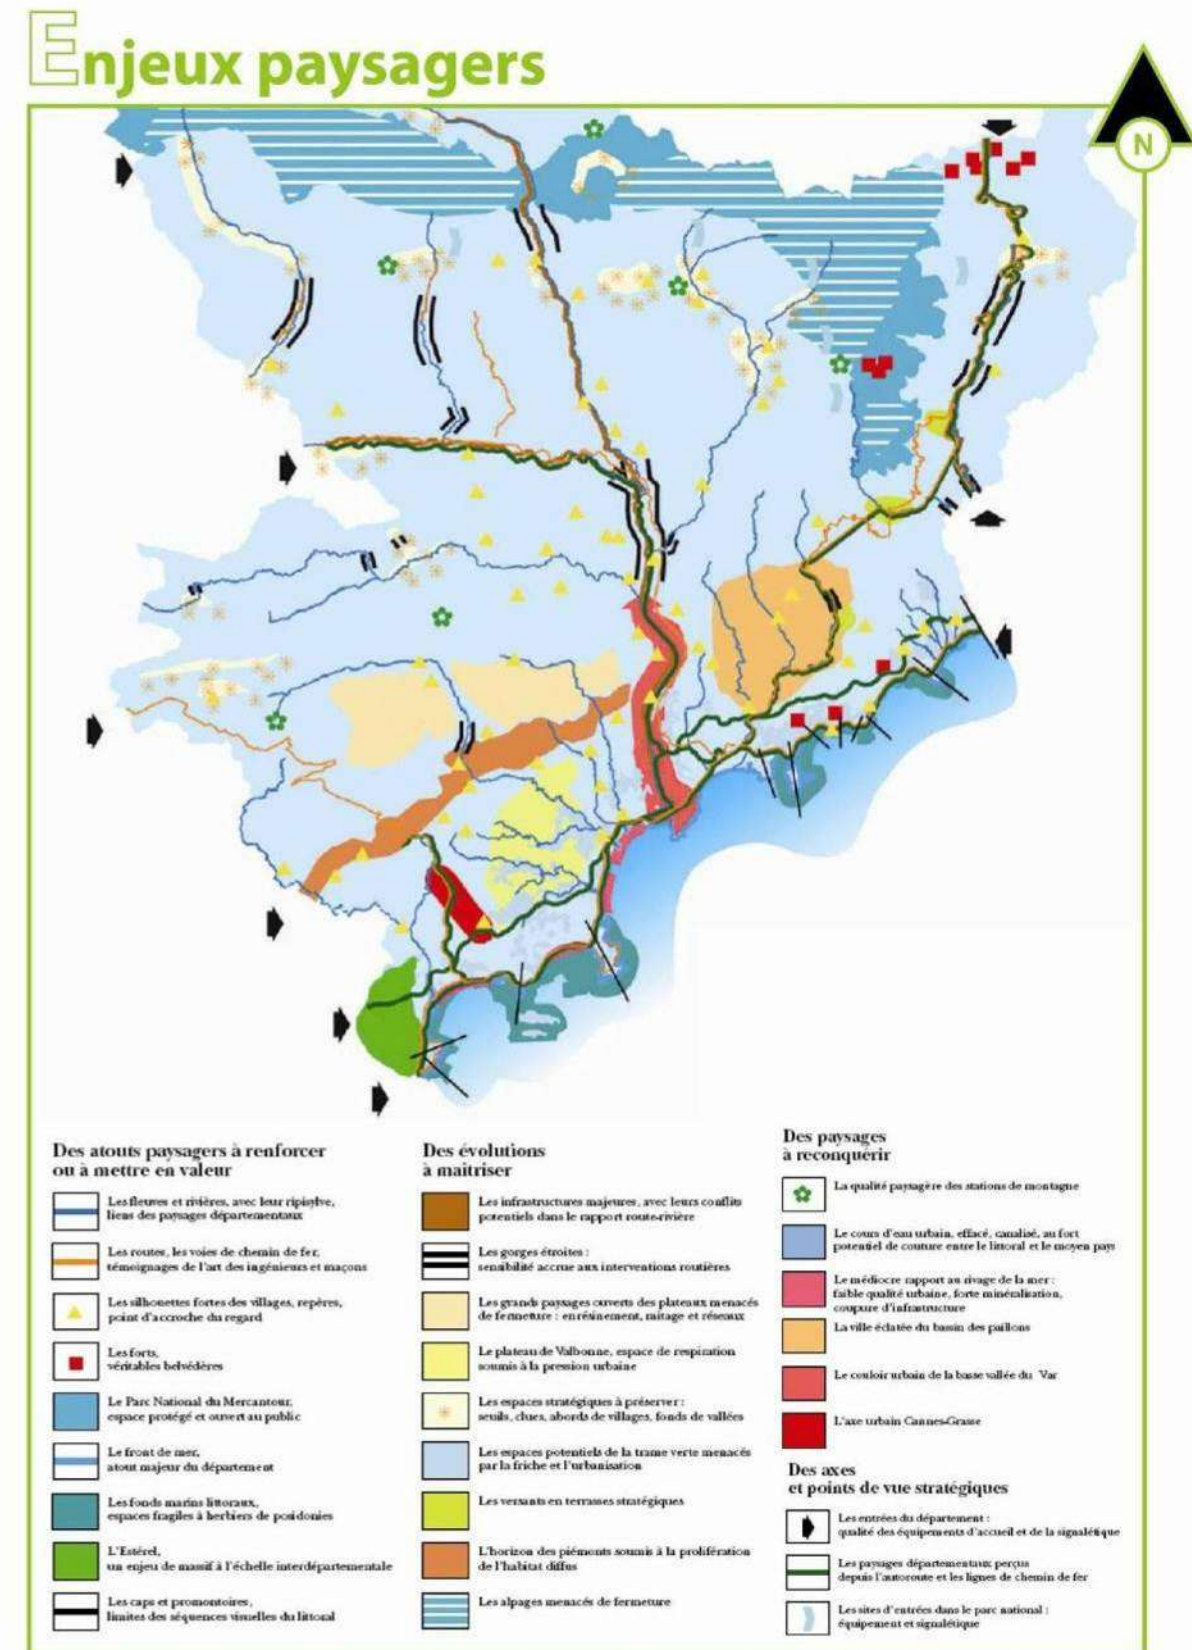 Enjeux paysagers
N
Des atouts paysagers à renforcer
ou à mettre en valeur
Les fleuves et rivières, avec leur ripisylve,
liens des paysages départementaux
Les routes, les voies de chemin de fer,
témoignages de l'art des ingénieurs et maçons
Les silhouettes fortes des villages, repères,
point d'accroche du regard
Les forts,
véritables belvédères
Le Parc National du Mercantour,
espace protégé et ouvert au public
Le front de mer,
atout majeur du département
Les fonds marins littoraux,
espaces fragiles à herbiers de posidonies
L'Estérel,
un enjeu de massif à l'échelle interdépartementale
Les caps et promontoires,
limites des séquences visuelles du littoral
Des évolutions
à maîtriser
Les infrastructures majeures, avec leurs conflits
potentiels dans le rapport route-rivière
Les gorges étroites :
sensibilité accrue aux interventions routières
Les grands paysages ouverts des plateaux menacés
de fermeture : enrésinement, mitage et réseaux
Le plateau de Valbonne, espace de respiration
soumis à la pression urbaine
Les espaces stratégiques à préserver :
seuils, clues, abords de villages, fonds de vallées
Les espaces potentiels de la trame verte menacés
par la friche et l'urbanisation
Les versants en terrasses stratégiques
L'horizon des piémonts soumis à la prolifération
de l'habitat diffus
Les alpages menacés de fermeture
Des paysages
à reconquérir
La qualité paysagère des stations de montagne
Le cours d'eau urbain, effacé, canalisé, au fort
potentiel de couture entre le littoral et le moyen pays
Le médiocre rapport au rivage de la mer :
faible qualité urbaine, forte minéralisation,
coupure d'infrastructure
La ville éclatée du bassin des paillons
Le couloir urbain de la basse vallée du Var
L'axe urbain Cannes-Grasse
Des axes
et points de vue stratégiques
Les entrées du département :
qualité des équipements d'accueil et de la signalétique
Les paysages départementaux perçus
depuis l'autoroute et les lignes de chemin de fer
Les sites d'entrées dans le parc national :
équipement et signalétique